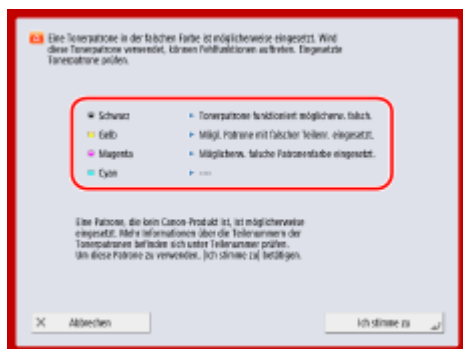 Eine Tonerpatrone in der falschen Farbe ist möglicherweise eingesetzt. Wird
diese Tonerpatrone verwendet, können Fehlfunktionen auftreten. Eingesetzte
Tonerpatrone prüfen.
Schwarz ▸ Tonerpatrone funktioniert möglicherw. falsch.
Gelb ▸ Mögl. Patrone mit falscher Teilenr. eingesetzt.
Magenta ▸ Möglicherw. falsche Patronenfarbe eingesetzt.
Cyan ▸ ---
Eine Patrone, die kein Canon-Produkt ist, ist möglicherweise
eingesetzt. Mehr Informationen über die Teilenummern der
Tonerpatronen befinden sich unter Teilenummer prüfen.
Um diese Patrone zu verwenden, [Ich stimme zu] betätigen.
Abbrechen
Ich stimme zu